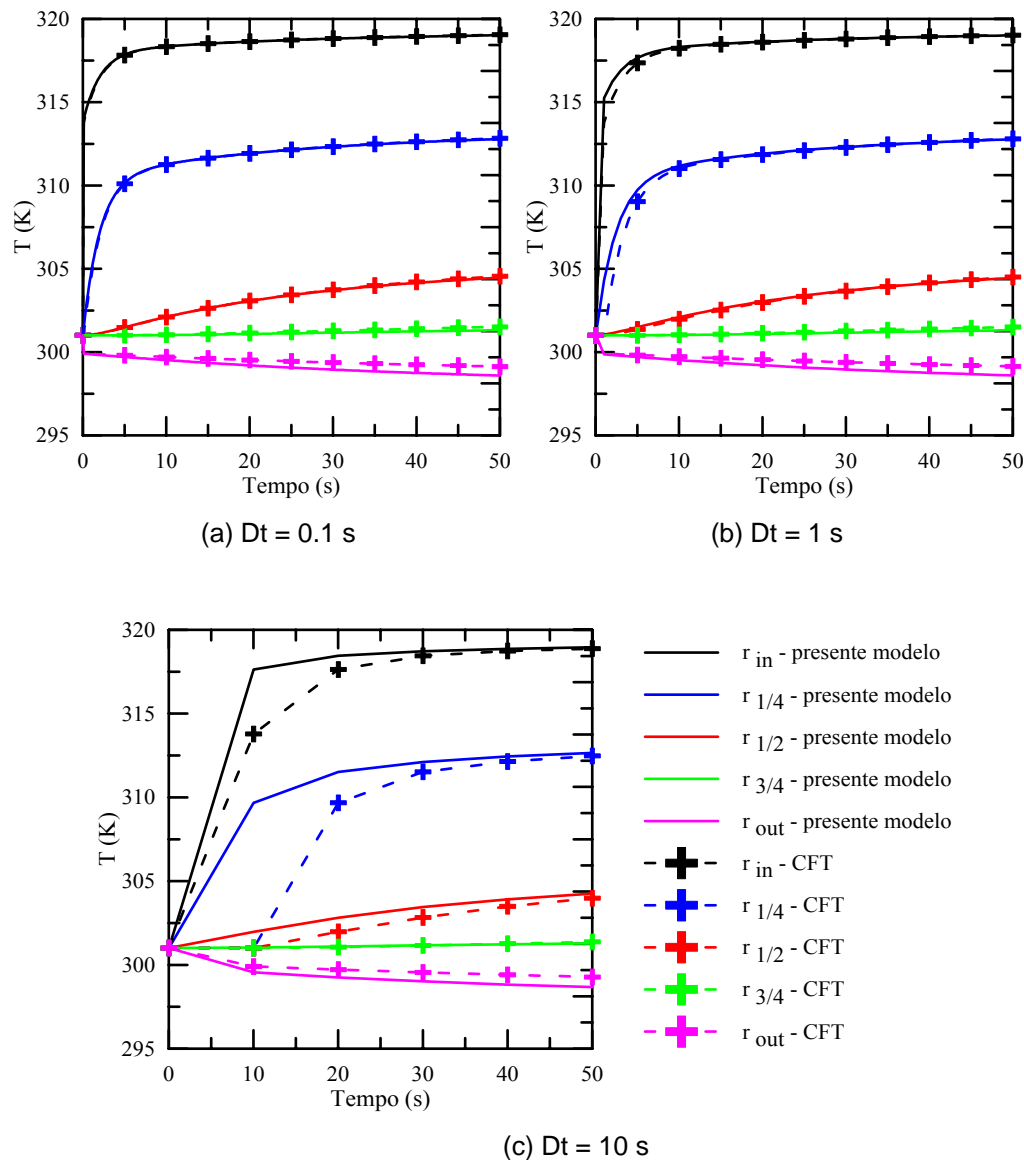 320
315
310
305
300
295
T (K)
0 10 20 30 40 50
Tempo (s)
(a) Dt = 0.1 s
320
315
310
305
300
295
T (K)
0 10 20 30 40 50
Tempo (s)
(b) Dt = 1 s
320
315
310
305
300
295
T (K)
0 10 20 30 40 50
Tempo (s)
r in - presente modelo
r 1/4 - presente modelo
r 1/2 - presente modelo
r 3/4 - presente modelo
r out - presente modelo
r in - CFT
r 1/4 - CFT
r 1/2 - CFT
r 3/4 - CFT
r out - CFT
(c) Dt = 10 s